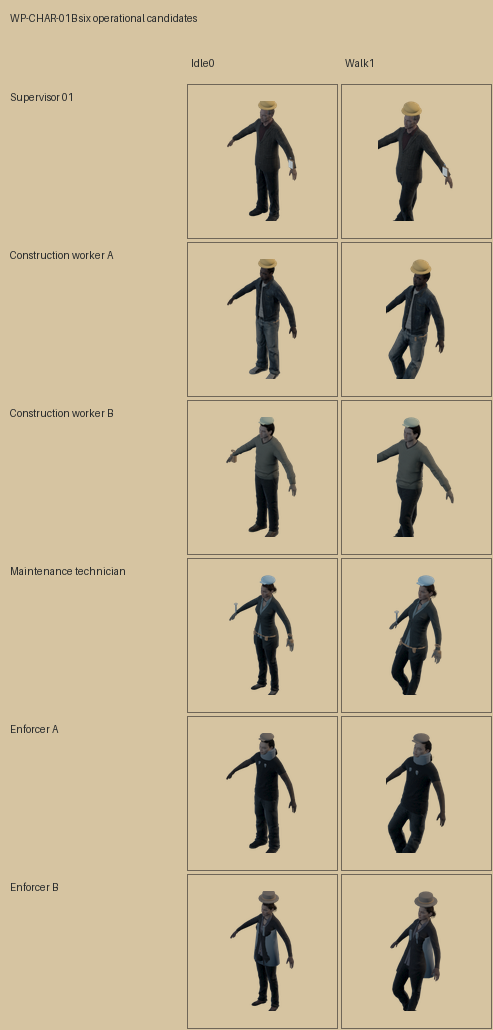 WP-CHAR-01B six operational candidates
Idle0 Walk1
Supervisor 01
Construction worker A
Construction worker B
Maintenance technician
Enforcer A
Enforcer B